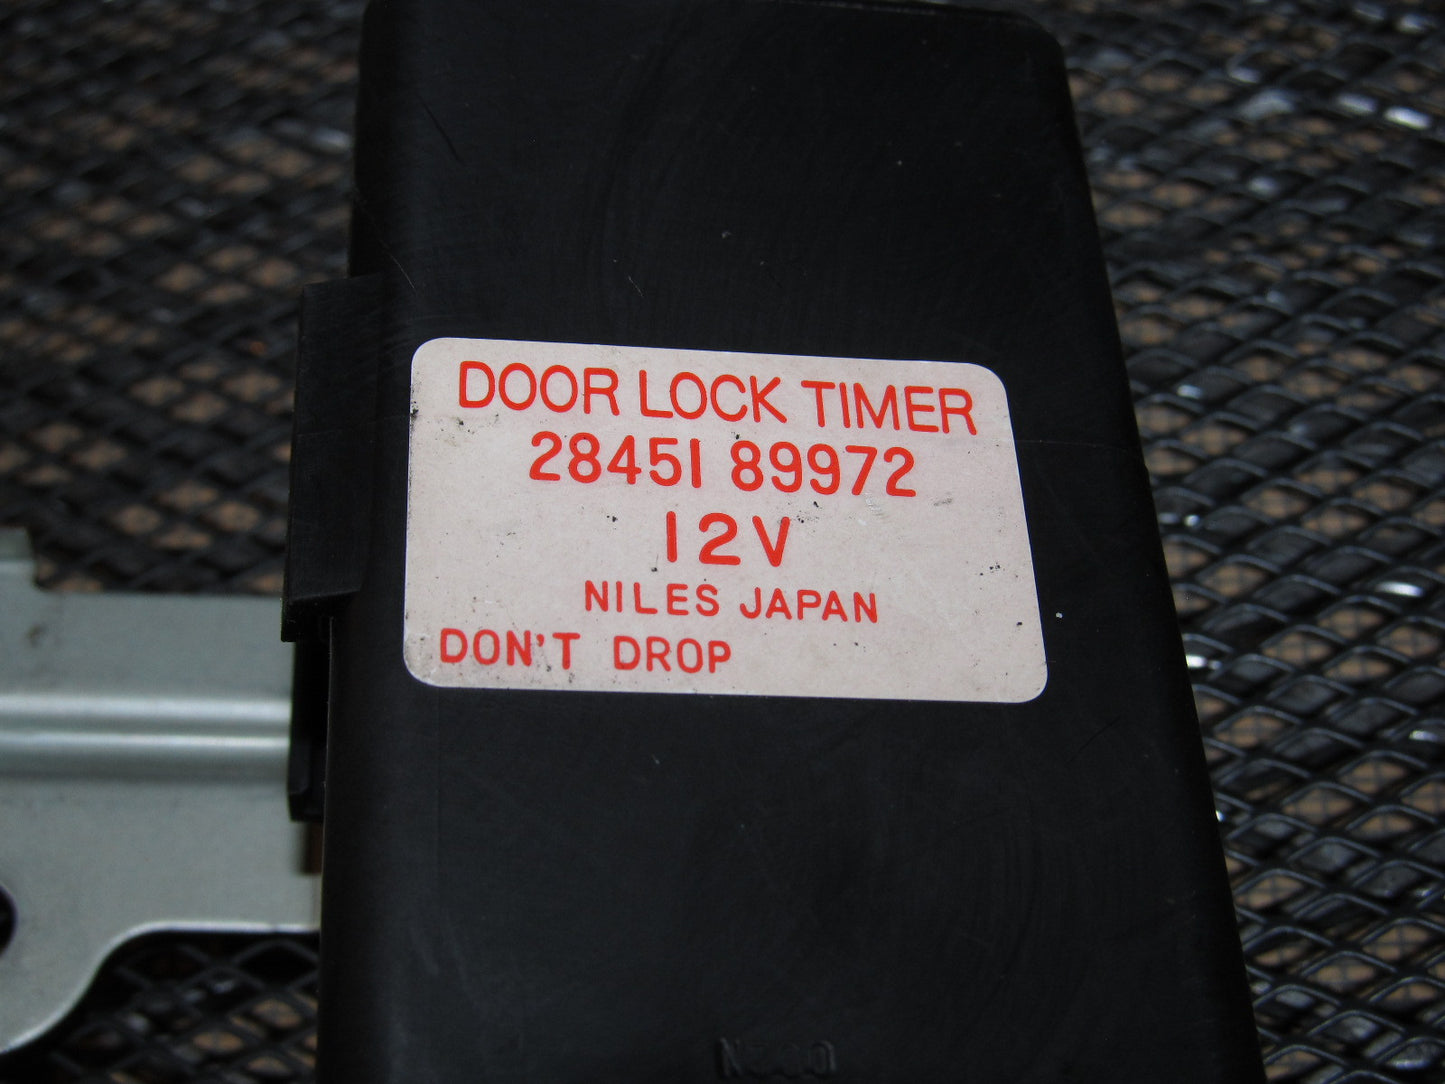 DOOR LOCK TIMER
28451 89972
12V
NILES JAPAN
DON'T DROP